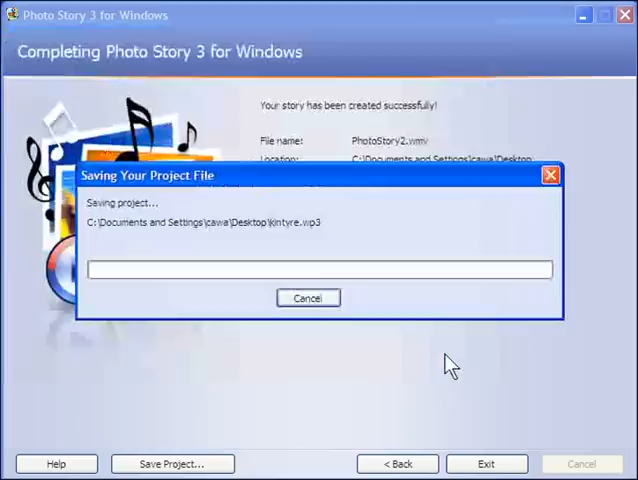 Photo Story 3 for Windows
Completing Photo Story 3 for Windows
Your story has been created successfully!
File name: PhotoStory2.wmv
Location: C:\Documents and Settings\cawa\Desktop
Saving Your Project File
Saving project...
C:\Documents and Settings\cawa\Desktop\kintyre.wp3
Cancel
Help Save Project... < Back Exit Cancel